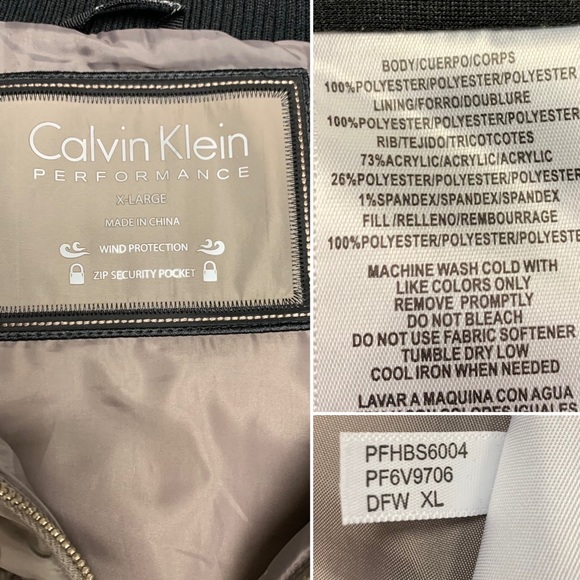 Calvin Klein
PERFORMANCE
X-LARGE
MADE IN CHINA
WIND PROTECTION
ZIP SECURITY POCKET
BODY/CUERPO/CORPS
100%POLYESTER/POLYESTER/POLYESTER
LINING/FORRO/DOUBLURE
100%POLYESTER/POLYESTER/POLYESTER
RIB/TEJIDO/TRICOTCOTES
73%ACRYLIC/ACRYLIC/ACRYLIC
26%POLYESTER/POLYESTER/POLYESTER
1%SPANDEX/SPANDEX/SPANDEX
FILL/RELLENO/REMBOURRAGE
100%POLYESTER/POLYESTER/POLYESTE
MACHINE WASH COLD WITH
LIKE COLORS ONLY
REMOVE PROMPTLY
DO NOT BLEACH
DO NOT USE FABRIC SOFTENER
TUMBLE DRY LOW
COOL IRON WHEN NEEDED
LAVAR A MAQUINA CON AGUA
COLORES IGUALES
PFHBS6004
PF6V9706
DFW XL